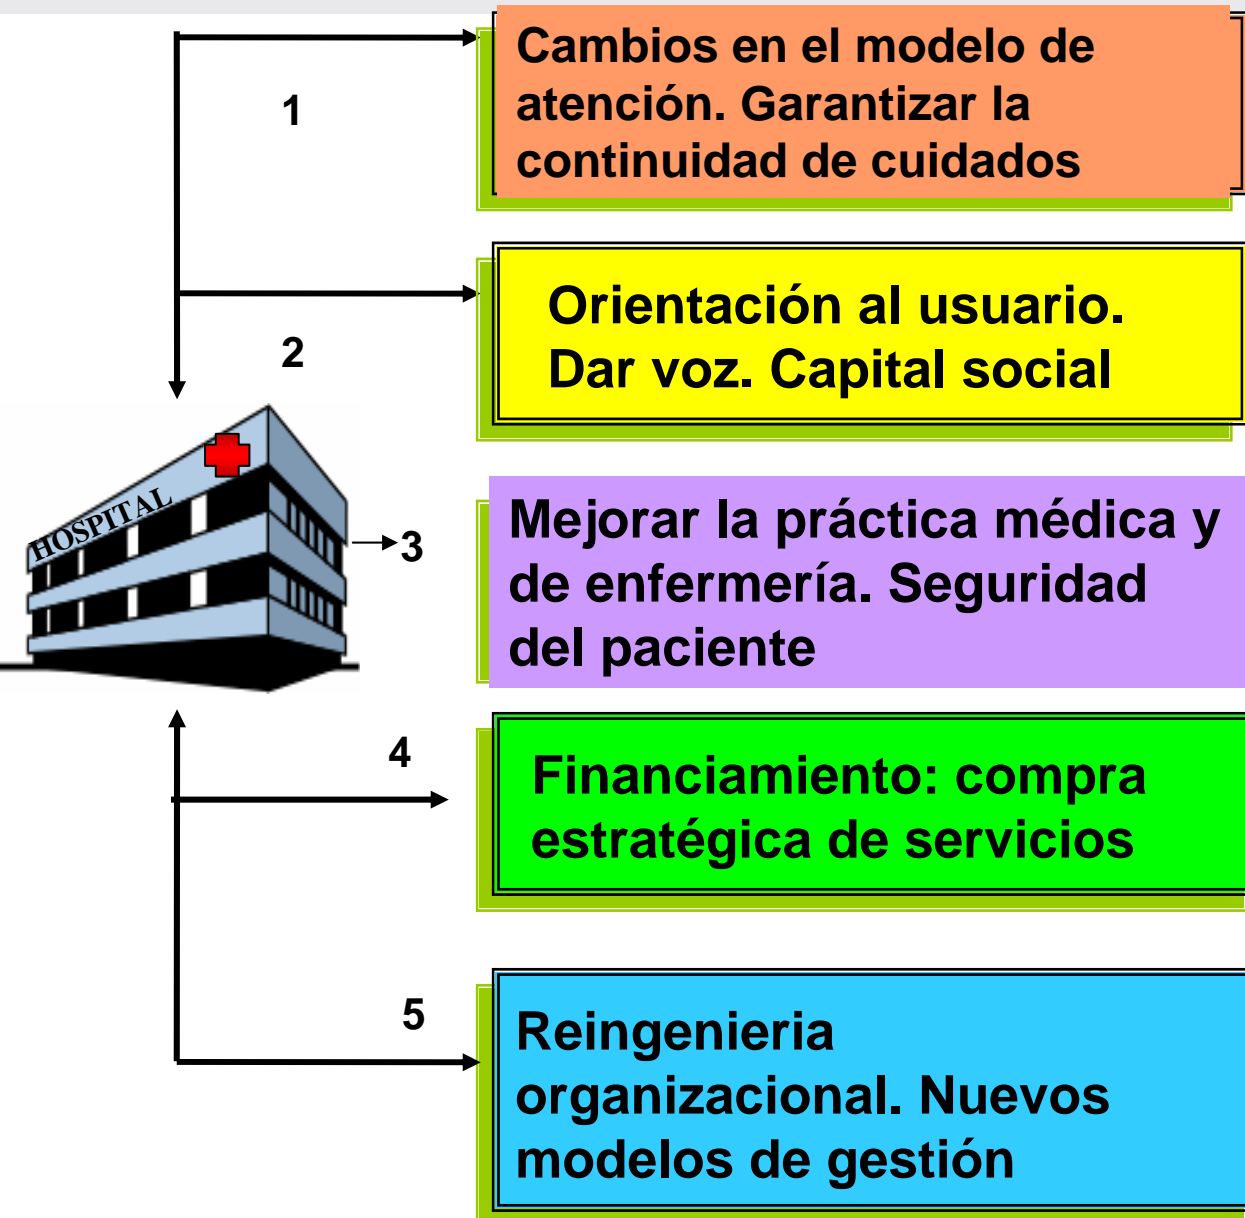 1
Cambios en el modelo de
atención. Garantizar la
continuidad de cuidados
2
Orientación al usuario.
Dar voz. Capital social
HOSPITAL
3
Mejorar la práctica médica y
de enfermería. Seguridad
del paciente
4
Financiamiento: compra
estratégica de servicios
5
Reingenieria
organizacional. Nuevos
modelos de gestión